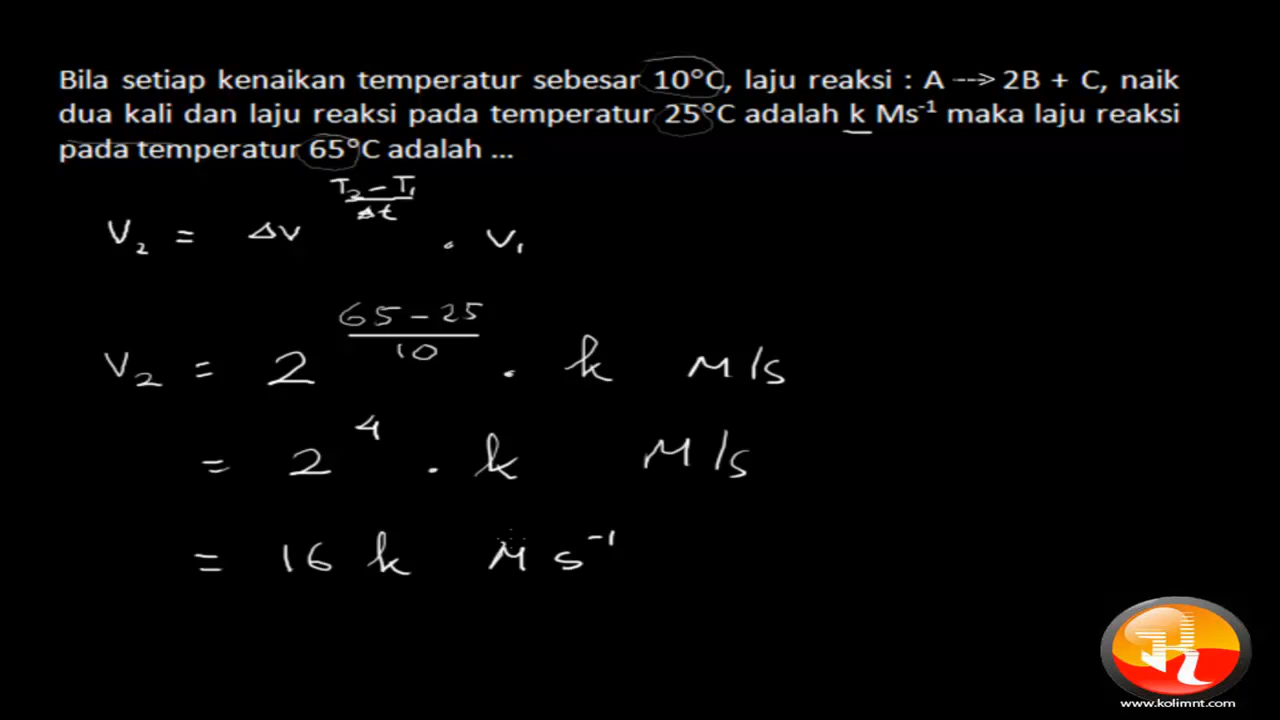 Bila setiap kenaikan temperatur sebesar 10°C, laju reaksi : A ---> 2B + C, naik
dua kali dan laju reaksi pada temperatur 25°C adalah k Ms⁻¹ maka laju reaksi
pada temperatur 65°C adalah ...
T₂ - T₁
Δt
V₂ = ΔV . V₁
65 - 25
10
V₂ = 2 . k M/s
= 2⁴ . k M/s
= 16 k M s⁻¹
www.kolimnt.com